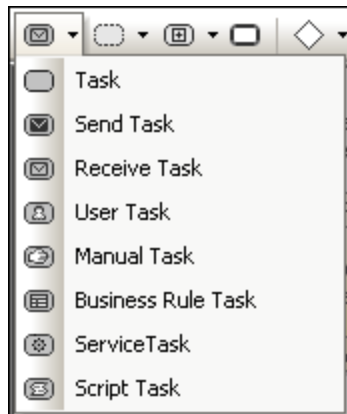 Task
Send Task
Receive Task
User Task
Manual Task
Business Rule Task
ServiceTask
Script Task